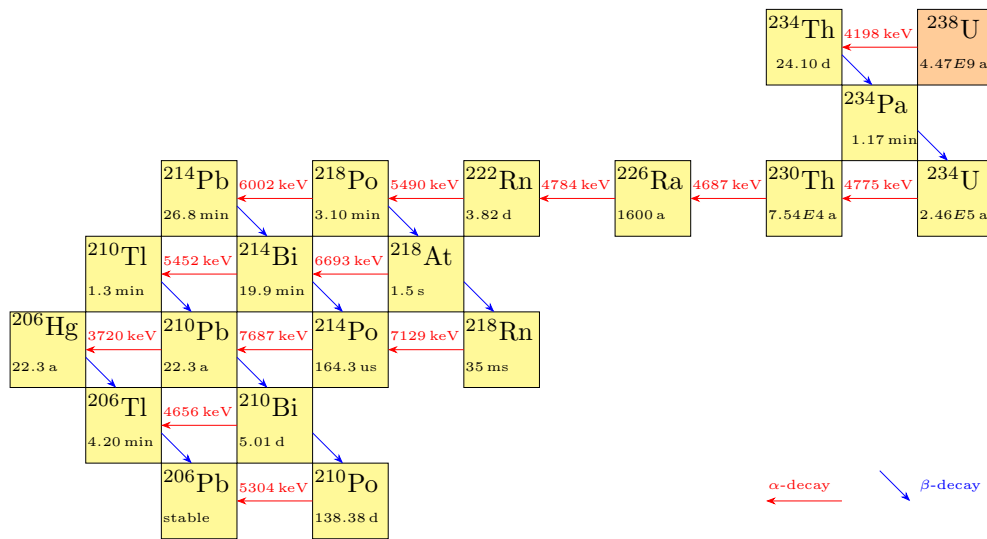 234Th 4198 keV 238U
24.10 d 4.47E9 a
234Pa
1.17 min
214Pb 6002 keV 218Po 5490 keV 222Rn 4784 keV 226Ra 4687 keV 230Th 4775 keV 234U
26.8 min 3.10 min 3.82 d 1600 a 7.54E4 a 2.46E5 a
210Tl 5452 keV 214Bi 6693 keV 218At
1.3 min 19.9 min 1.5 s
206Hg 3720 keV 210Pb 7687 keV 214Po 7129 keV 218Rn
22.3 a 22.3 a 164.3 us 35 ms
206Tl 4656 keV 210Bi
4.20 min 5.01 d
206Pb 5304 keV 210Po
stable 138.38 d
α-decay β-decay